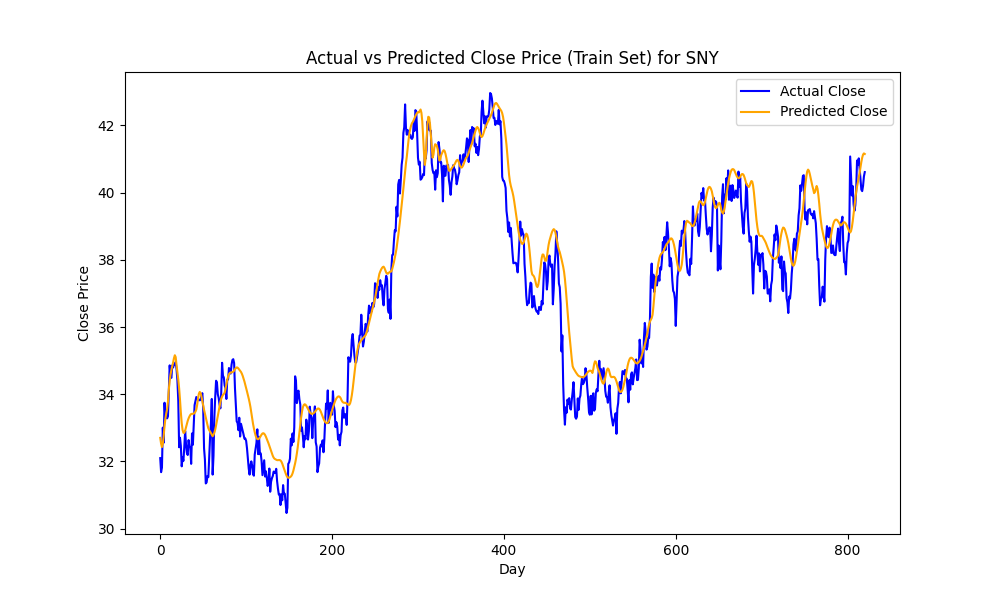 Actual vs Predicted Close Price (Train Set) for SNY
Actual Close
Predicted Close
Close Price
42
40
38
36
34
32
30
0 200 400 600 800
Day